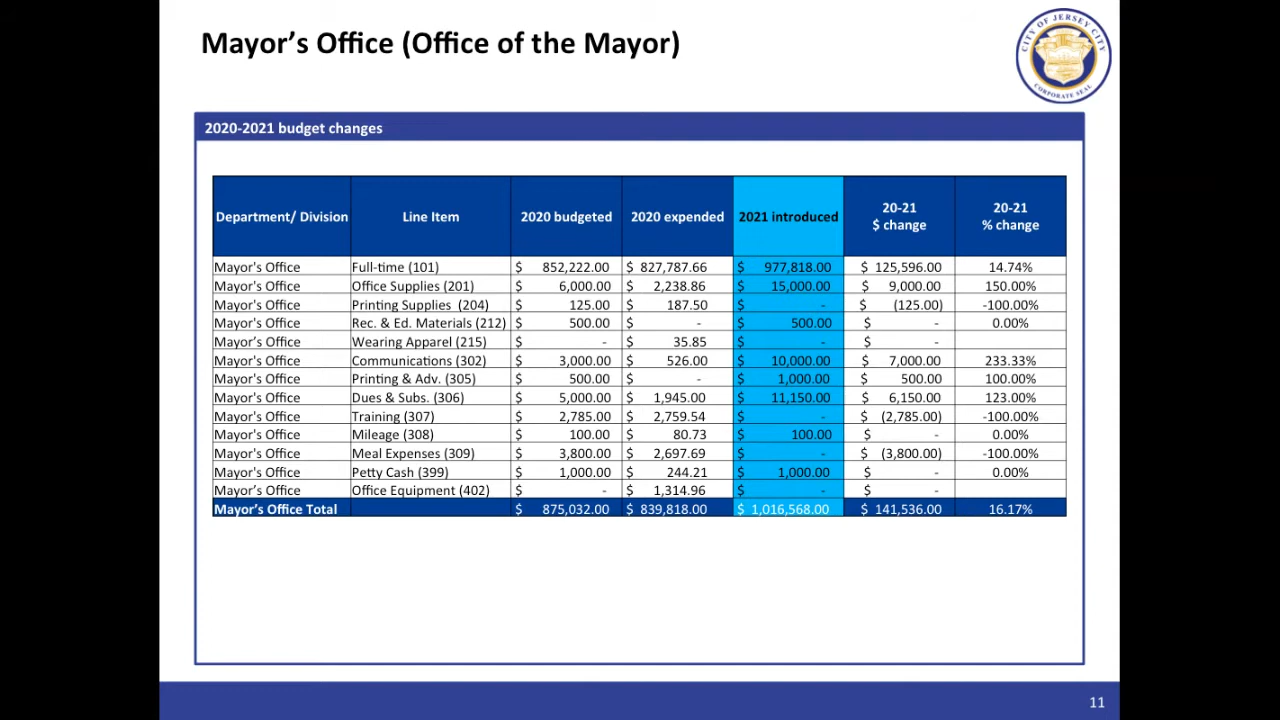 Mayor’s Office (Office of the Mayor)
CITY OF JERSEY CITY
CORPORATE SEAL
2020-2021 budget changes
Department/ Division Line Item 2020 budgeted 2020 expended 2021 introduced 20-21 $ change 20-21 % change
Mayor's Office Full-time (101) $ 852,222.00 $ 827,787.66 $ 977,818.00 $ 125,596.00 14.74%
Mayor's Office Office Supplies (201) $ 6,000.00 $ 2,238.86 $ 15,000.00 $ 9,000.00 150.00%
Mayor's Office Printing Supplies (204) $ 125.00 $ 187.50 $ - $ (125.00) -100.00%
Mayor's Office Rec. & Ed. Materials (212) $ 500.00 $ - $ 500.00 $ - 0.00%
Mayor’s Office Wearing Apparel (215) $ - $ 35.85 $ - $ -
Mayor's Office Communications (302) $ 3,000.00 $ 526.00 $ 10,000.00 $ 7,000.00 233.33%
Mayor's Office Printing & Adv. (305) $ 500.00 $ - $ 1,000.00 $ 500.00 100.00%
Mayor's Office Dues & Subs. (306) $ 5,000.00 $ 1,945.00 $ 11,150.00 $ 6,150.00 123.00%
Mayor's Office Training (307) $ 2,785.00 $ 2,759.54 $ - $ (2,785.00) -100.00%
Mayor's Office Mileage (308) $ 100.00 $ 80.73 $ 100.00 $ - 0.00%
Mayor's Office Meal Expenses (309) $ 3,800.00 $ 2,697.69 $ - $ (3,800.00) -100.00%
Mayor's Office Petty Cash (399) $ 1,000.00 $ 244.21 $ 1,000.00 $ - 0.00%
Mayor’s Office Office Equipment (402) $ - $ 1,314.96 $ - $ -
Mayor’s Office Total $ 875,032.00 $ 839,818.00 $ 1,016,568.00 $ 141,536.00 16.17%
11